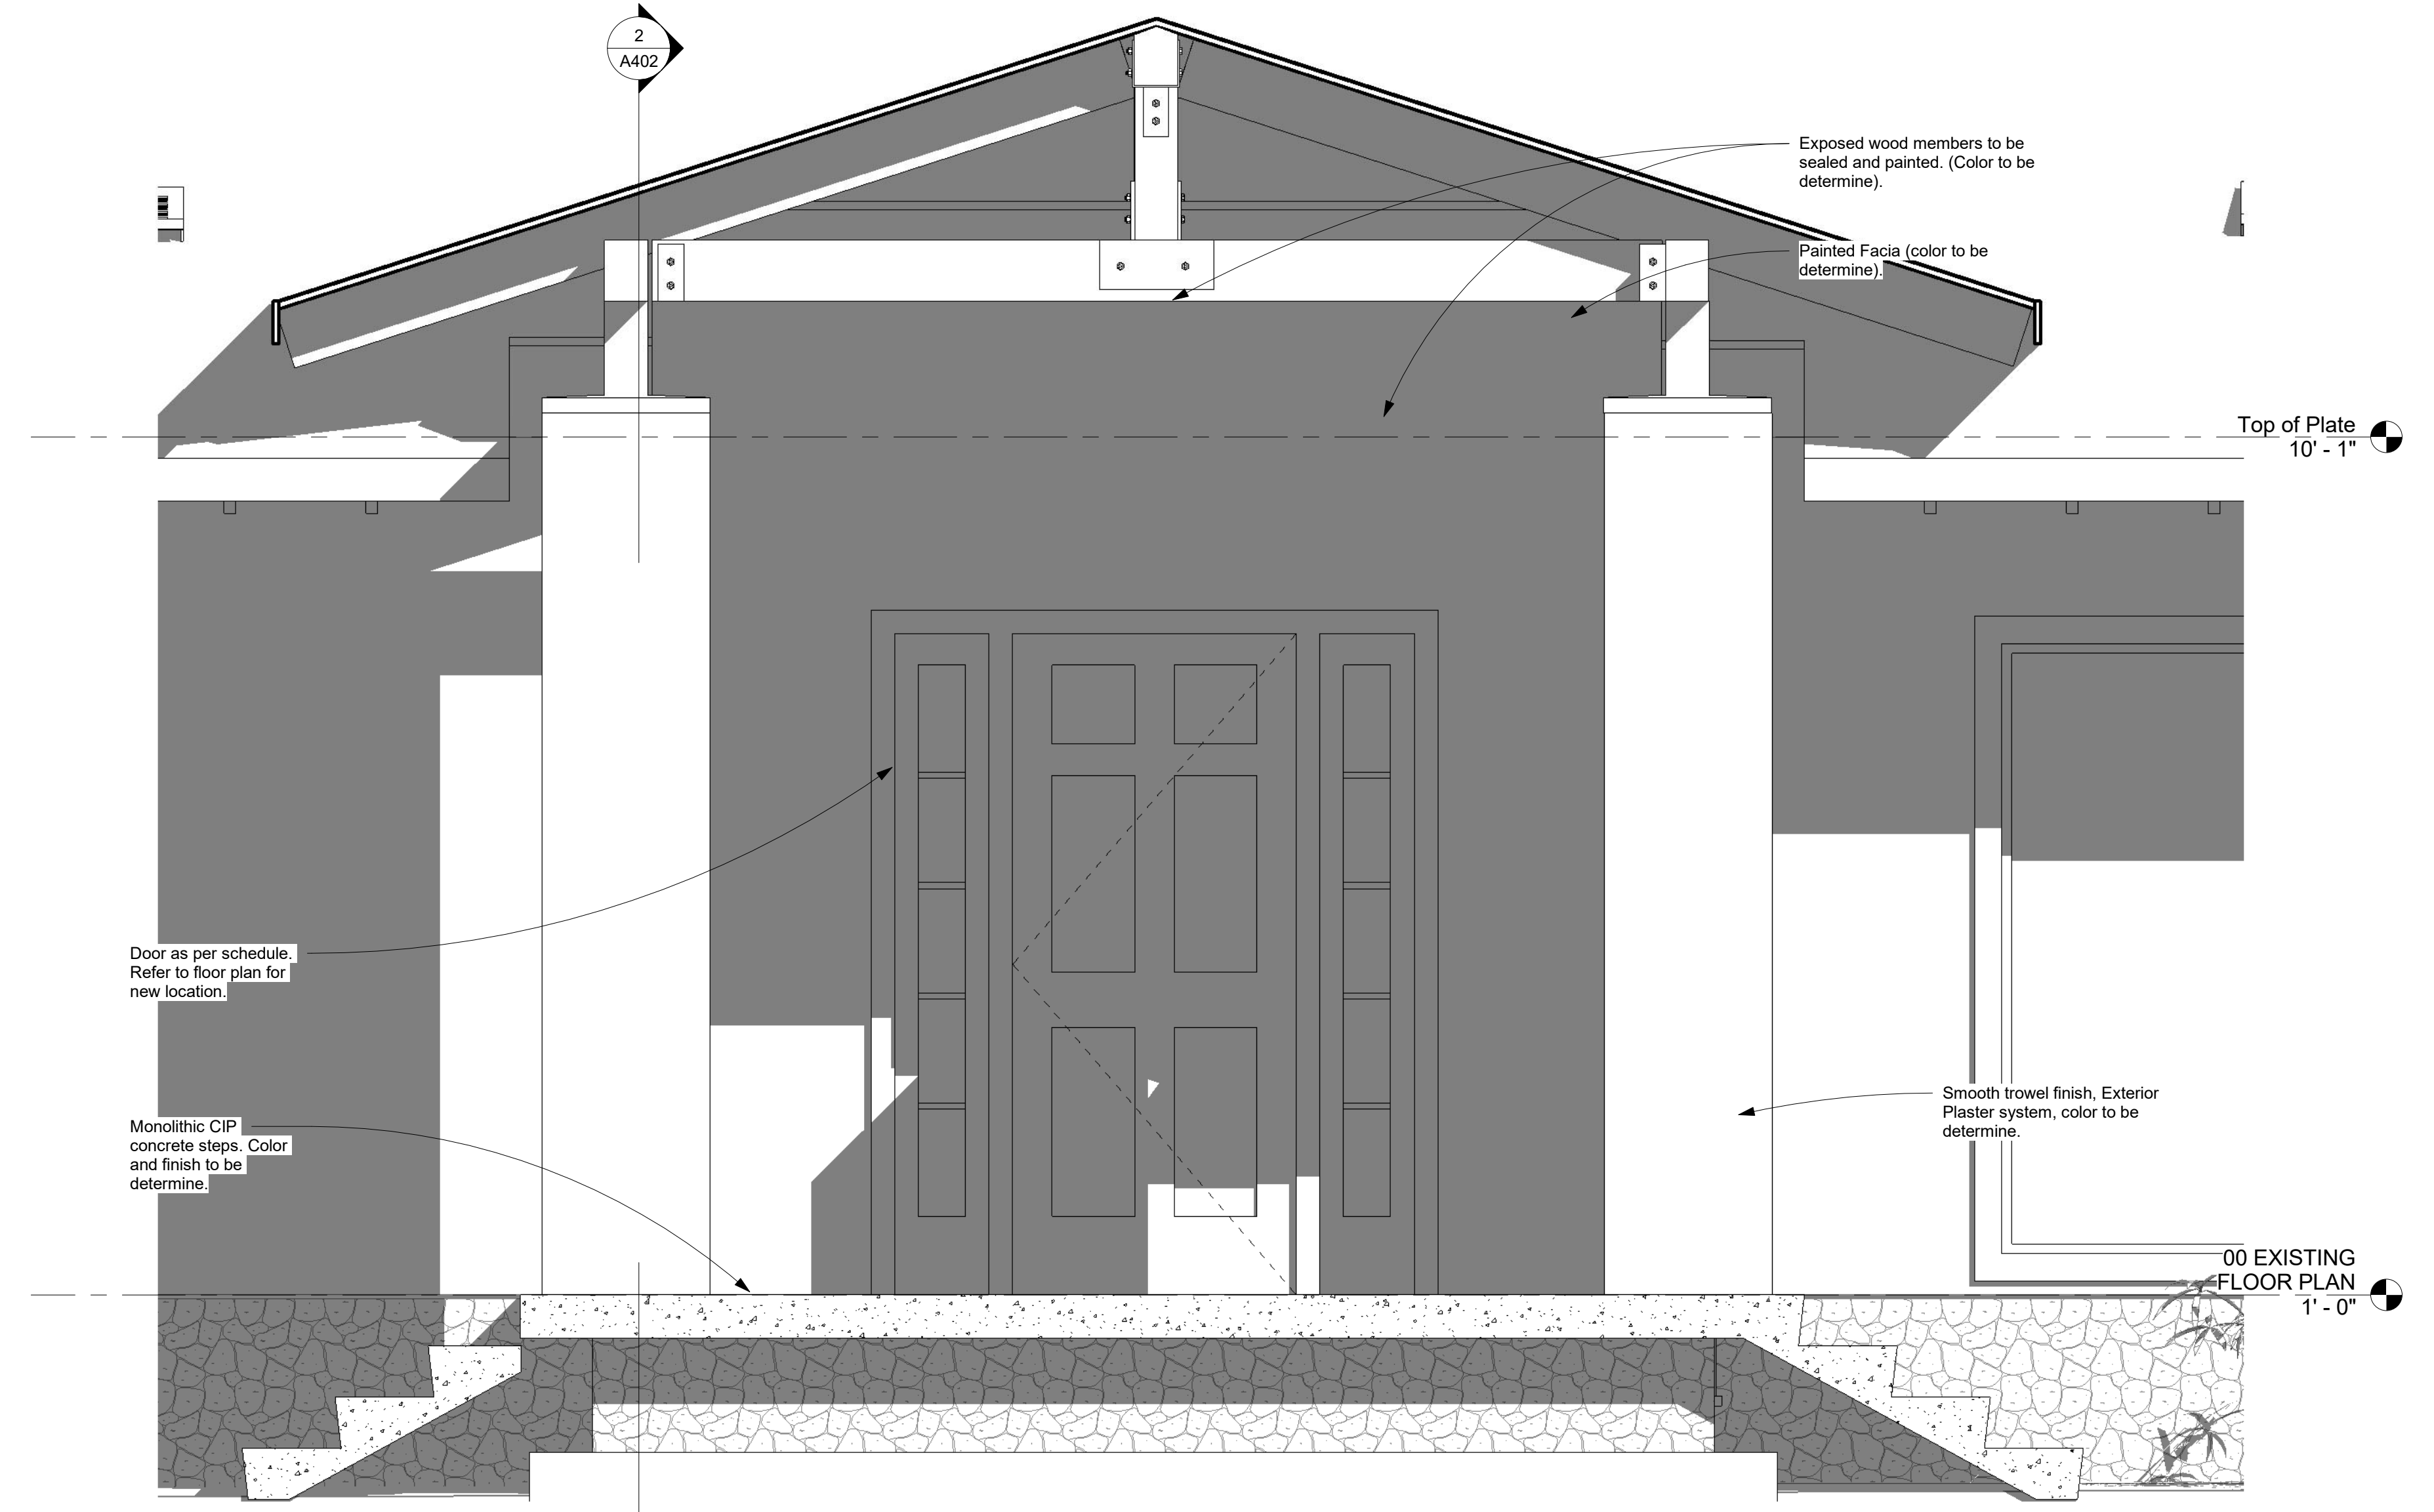 2
A402
Exposed wood members to be
sealed and painted. (Color to be
determine).
Painted Facia (color to be
determine).
Top of Plate
10' - 1"
Door as per schedule.
Refer to floor plan for
new location.
Smooth trowel finish, Exterior
Plaster system, color to be
determine.
Monolithic CIP
concrete steps. Color
and finish to be
determine.
00 EXISTING
FLOOR PLAN
1' - 0"